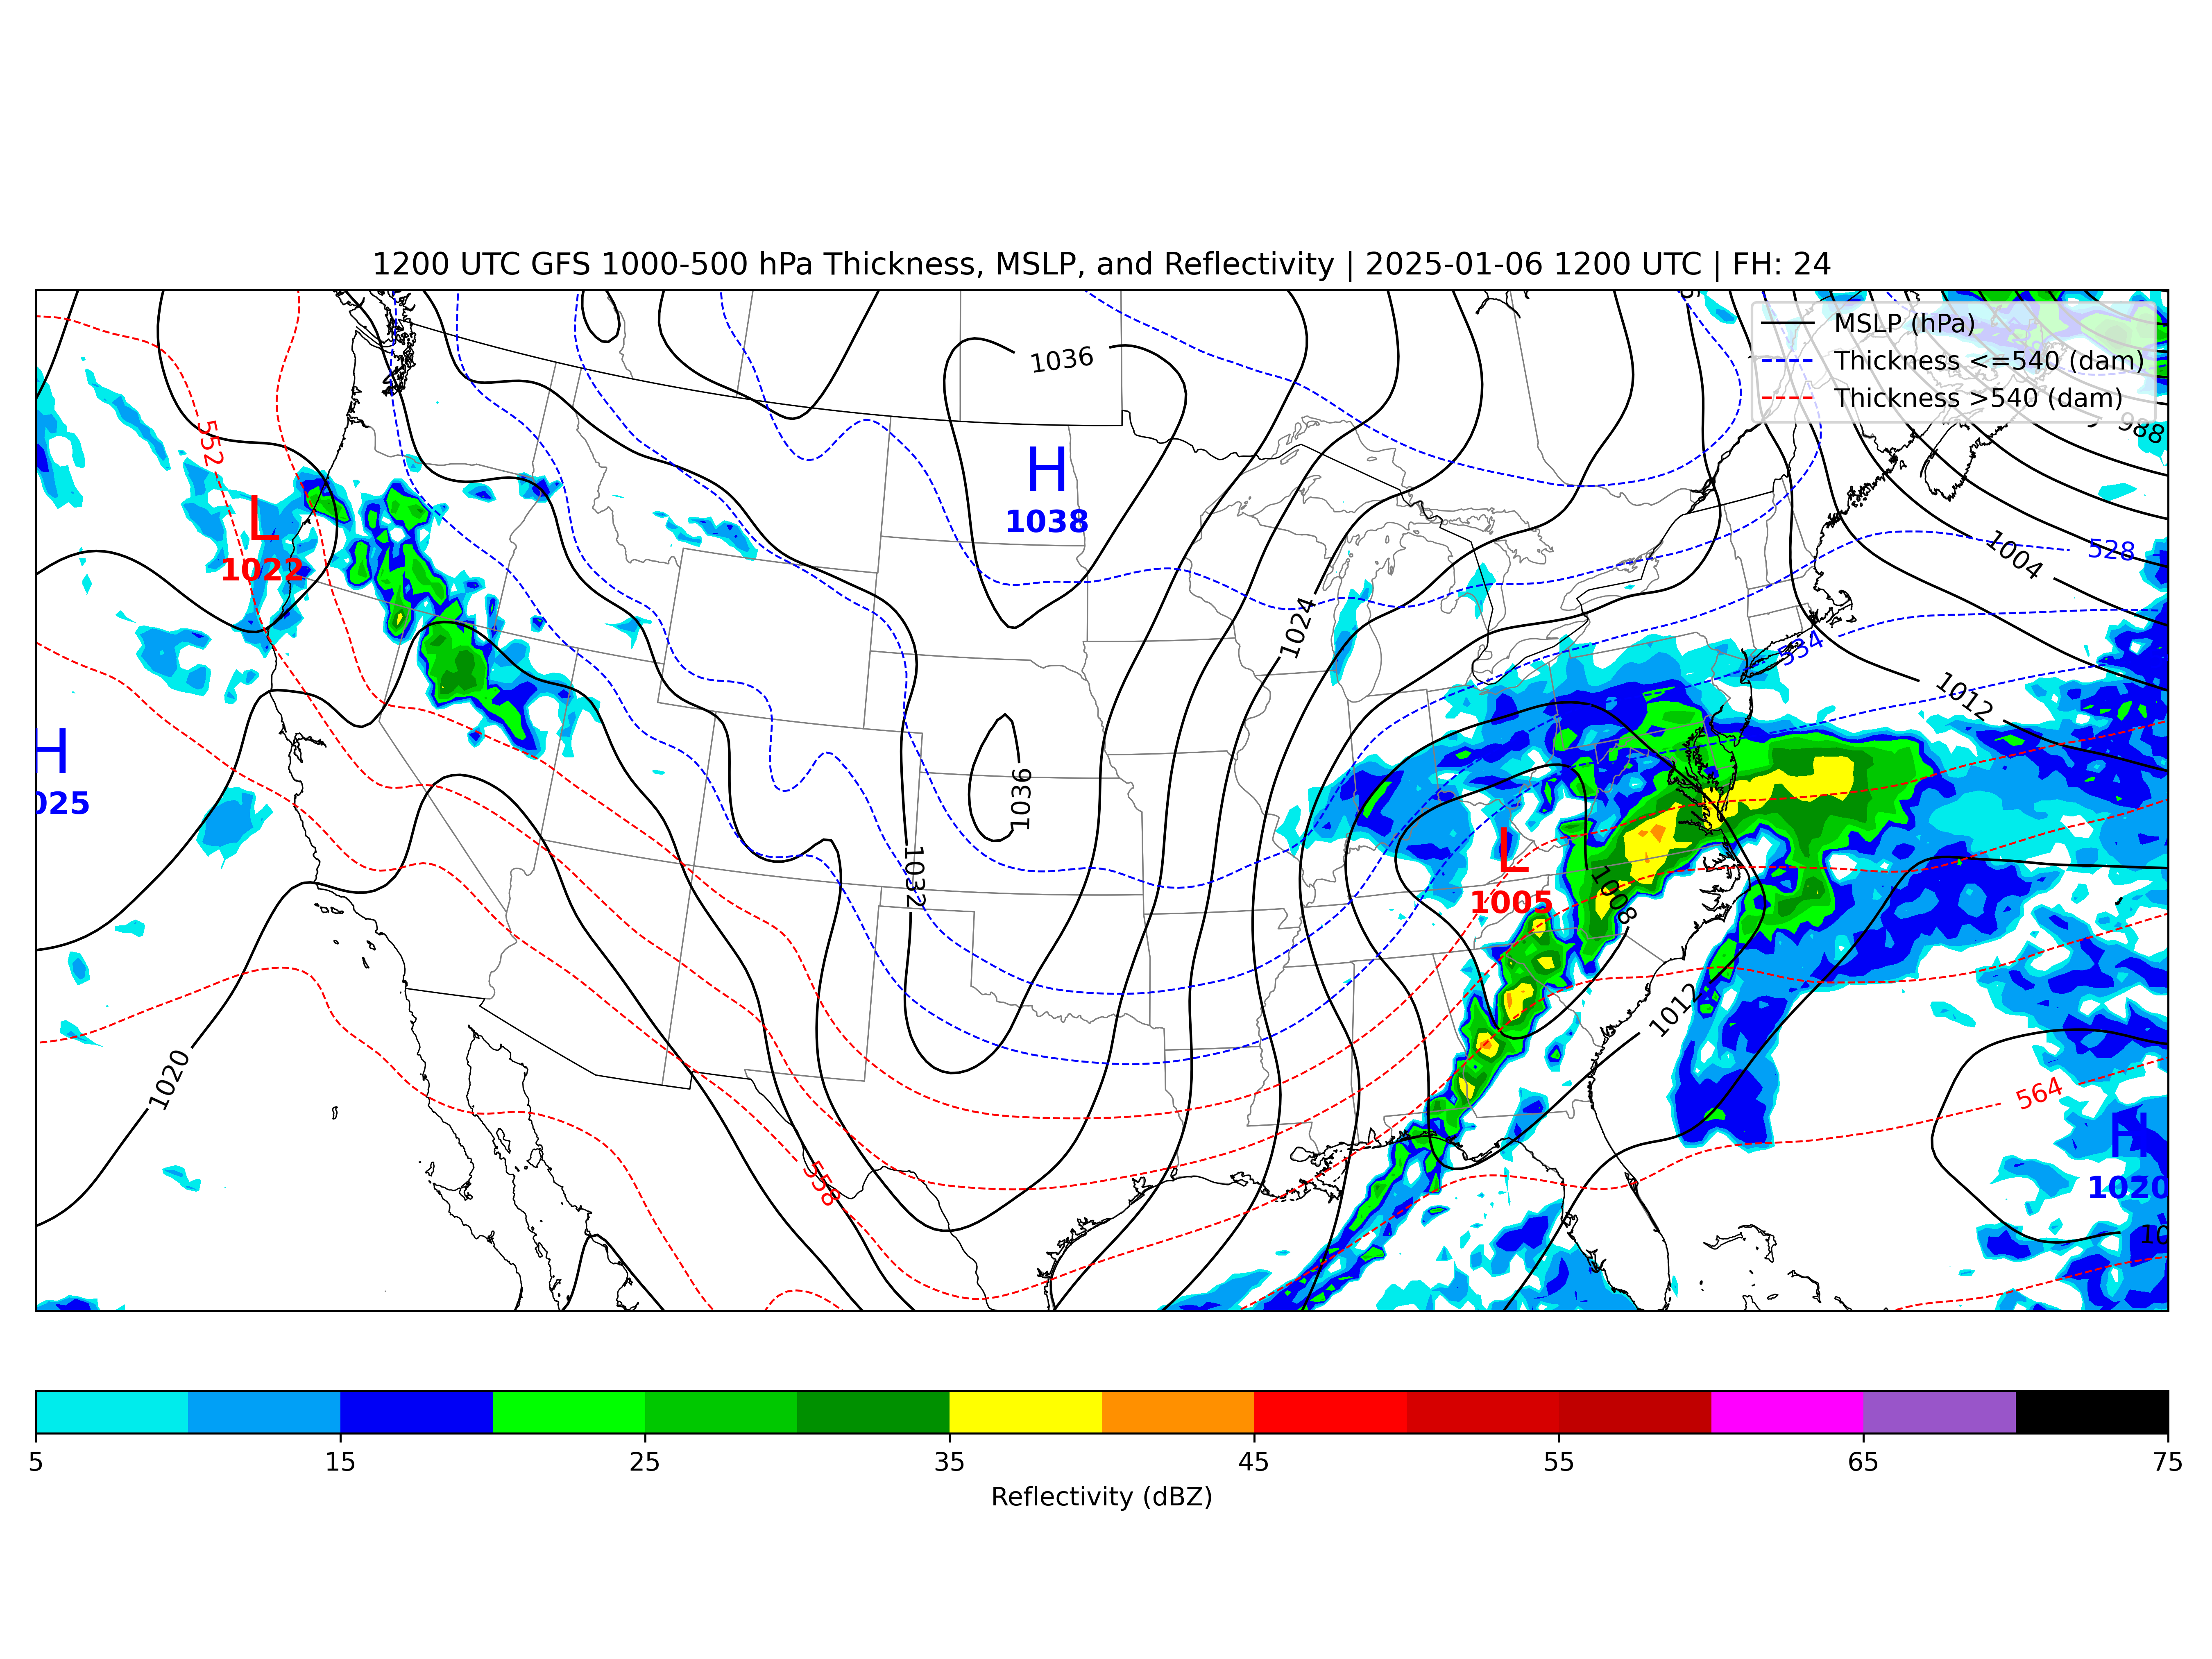 1200 UTC GFS 1000-500 hPa Thickness, MSLP, and Reflectivity | 2025-01-06 1200 UTC | FH: 24
MSLP (hPa)
Thickness <=540 (dam)
Thickness >540 (dam)
988
1036
552
H
1038
L
1022
1004
528
1024
534
1012
H
025
1036
1032
L
1005
1008
1012
1020
564
558
H
1020
10
5 15 25 35 45 55 65 75
Reflectivity (dBZ)